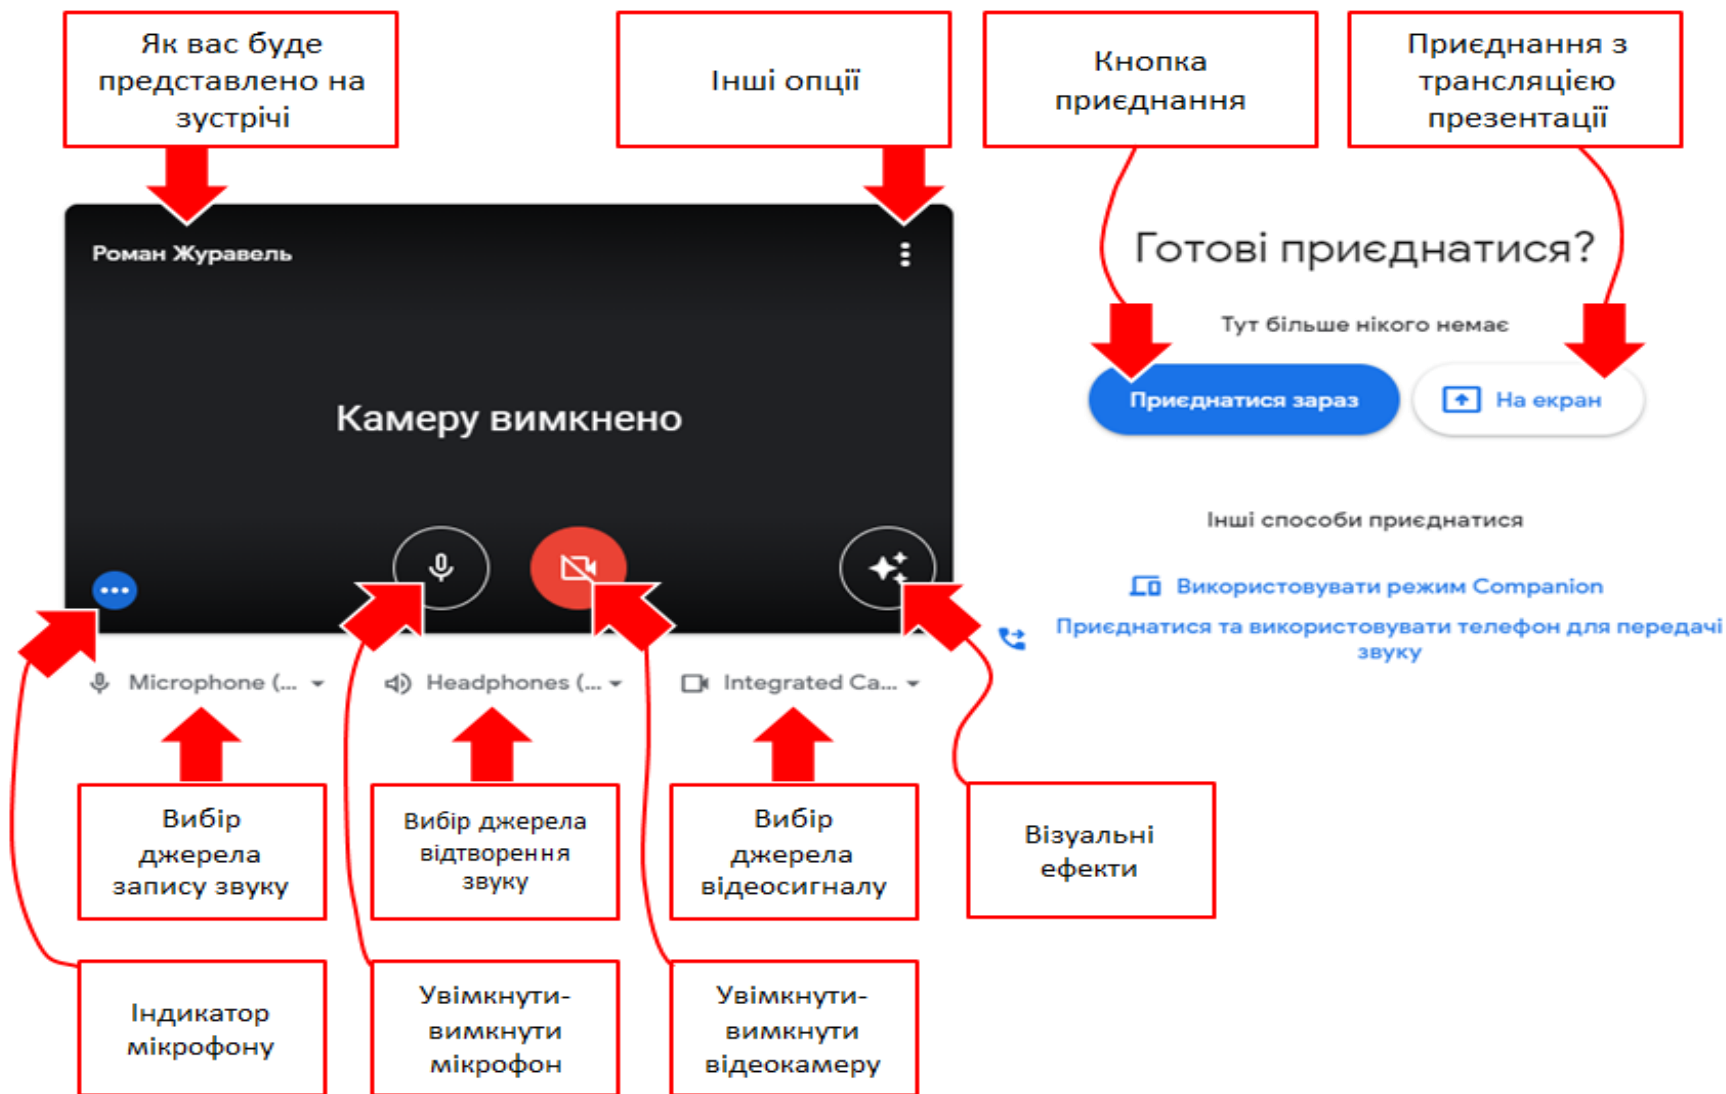 Як вас буде
представлено на
зустрічі
Інші опції
Кнопка
приєднання
Приєднання з
трансляцією
презентації
Роман Журавель
Камеру вимкнено
Готові приєднатися?
Тут більше нікого немає
Приєднатися зараз
На екран
Інші способи приєднатися
Використовувати режим Companion
Приєднатися та використовувати телефон для передачі
звуку
Microphone (...
Headphones (...
Integrated Ca...
Вибір
джерела
запису звуку
Вибір джерела
відтворення
звуку
Вибір
джерела
відеосигналу
Візуальні
ефекти
Індикатор
мікрофону
Увімкнути-
вимкнути
мікрофон
Увімкнути-
вимкнути
відеокамеру